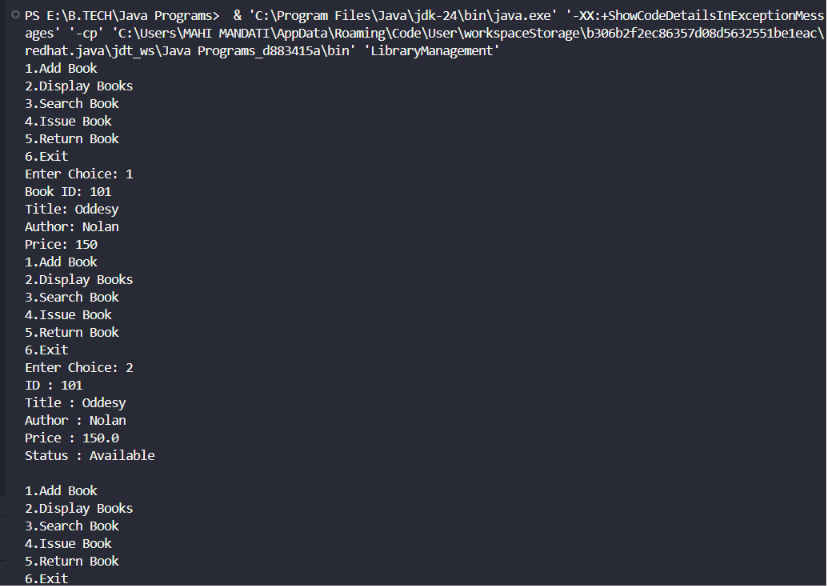 PS E:\B.TECH\Java Programs>  & 'C:\Program Files\Java\jdk-24\bin\java.exe' '-XX:+ShowCodeDetailsInExceptionMess
ages' '-cp' 'C:\Users\MAHI MANDATI\AppData\Roaming\Code\User\workspaceStorage\b306b2f2ec86357d08d5632551be1eac\
redhat.java\jdt_ws\Java Programs_d883415a\bin' 'LibraryManagement'
1.Add Book
2.Display Books
3.Search Book
4.Issue Book
5.Return Book
6.Exit
Enter Choice: 1
Book ID: 101
Title: Oddesy
Author: Nolan
Price: 150
1.Add Book
2.Display Books
3.Search Book
4.Issue Book
5.Return Book
6.Exit
Enter Choice: 2
ID : 101
Title : Oddesy
Author : Nolan
Price : 150.0
Status : Available
1.Add Book
2.Display Books
3.Search Book
4.Issue Book
5.Return Book
6.Exit